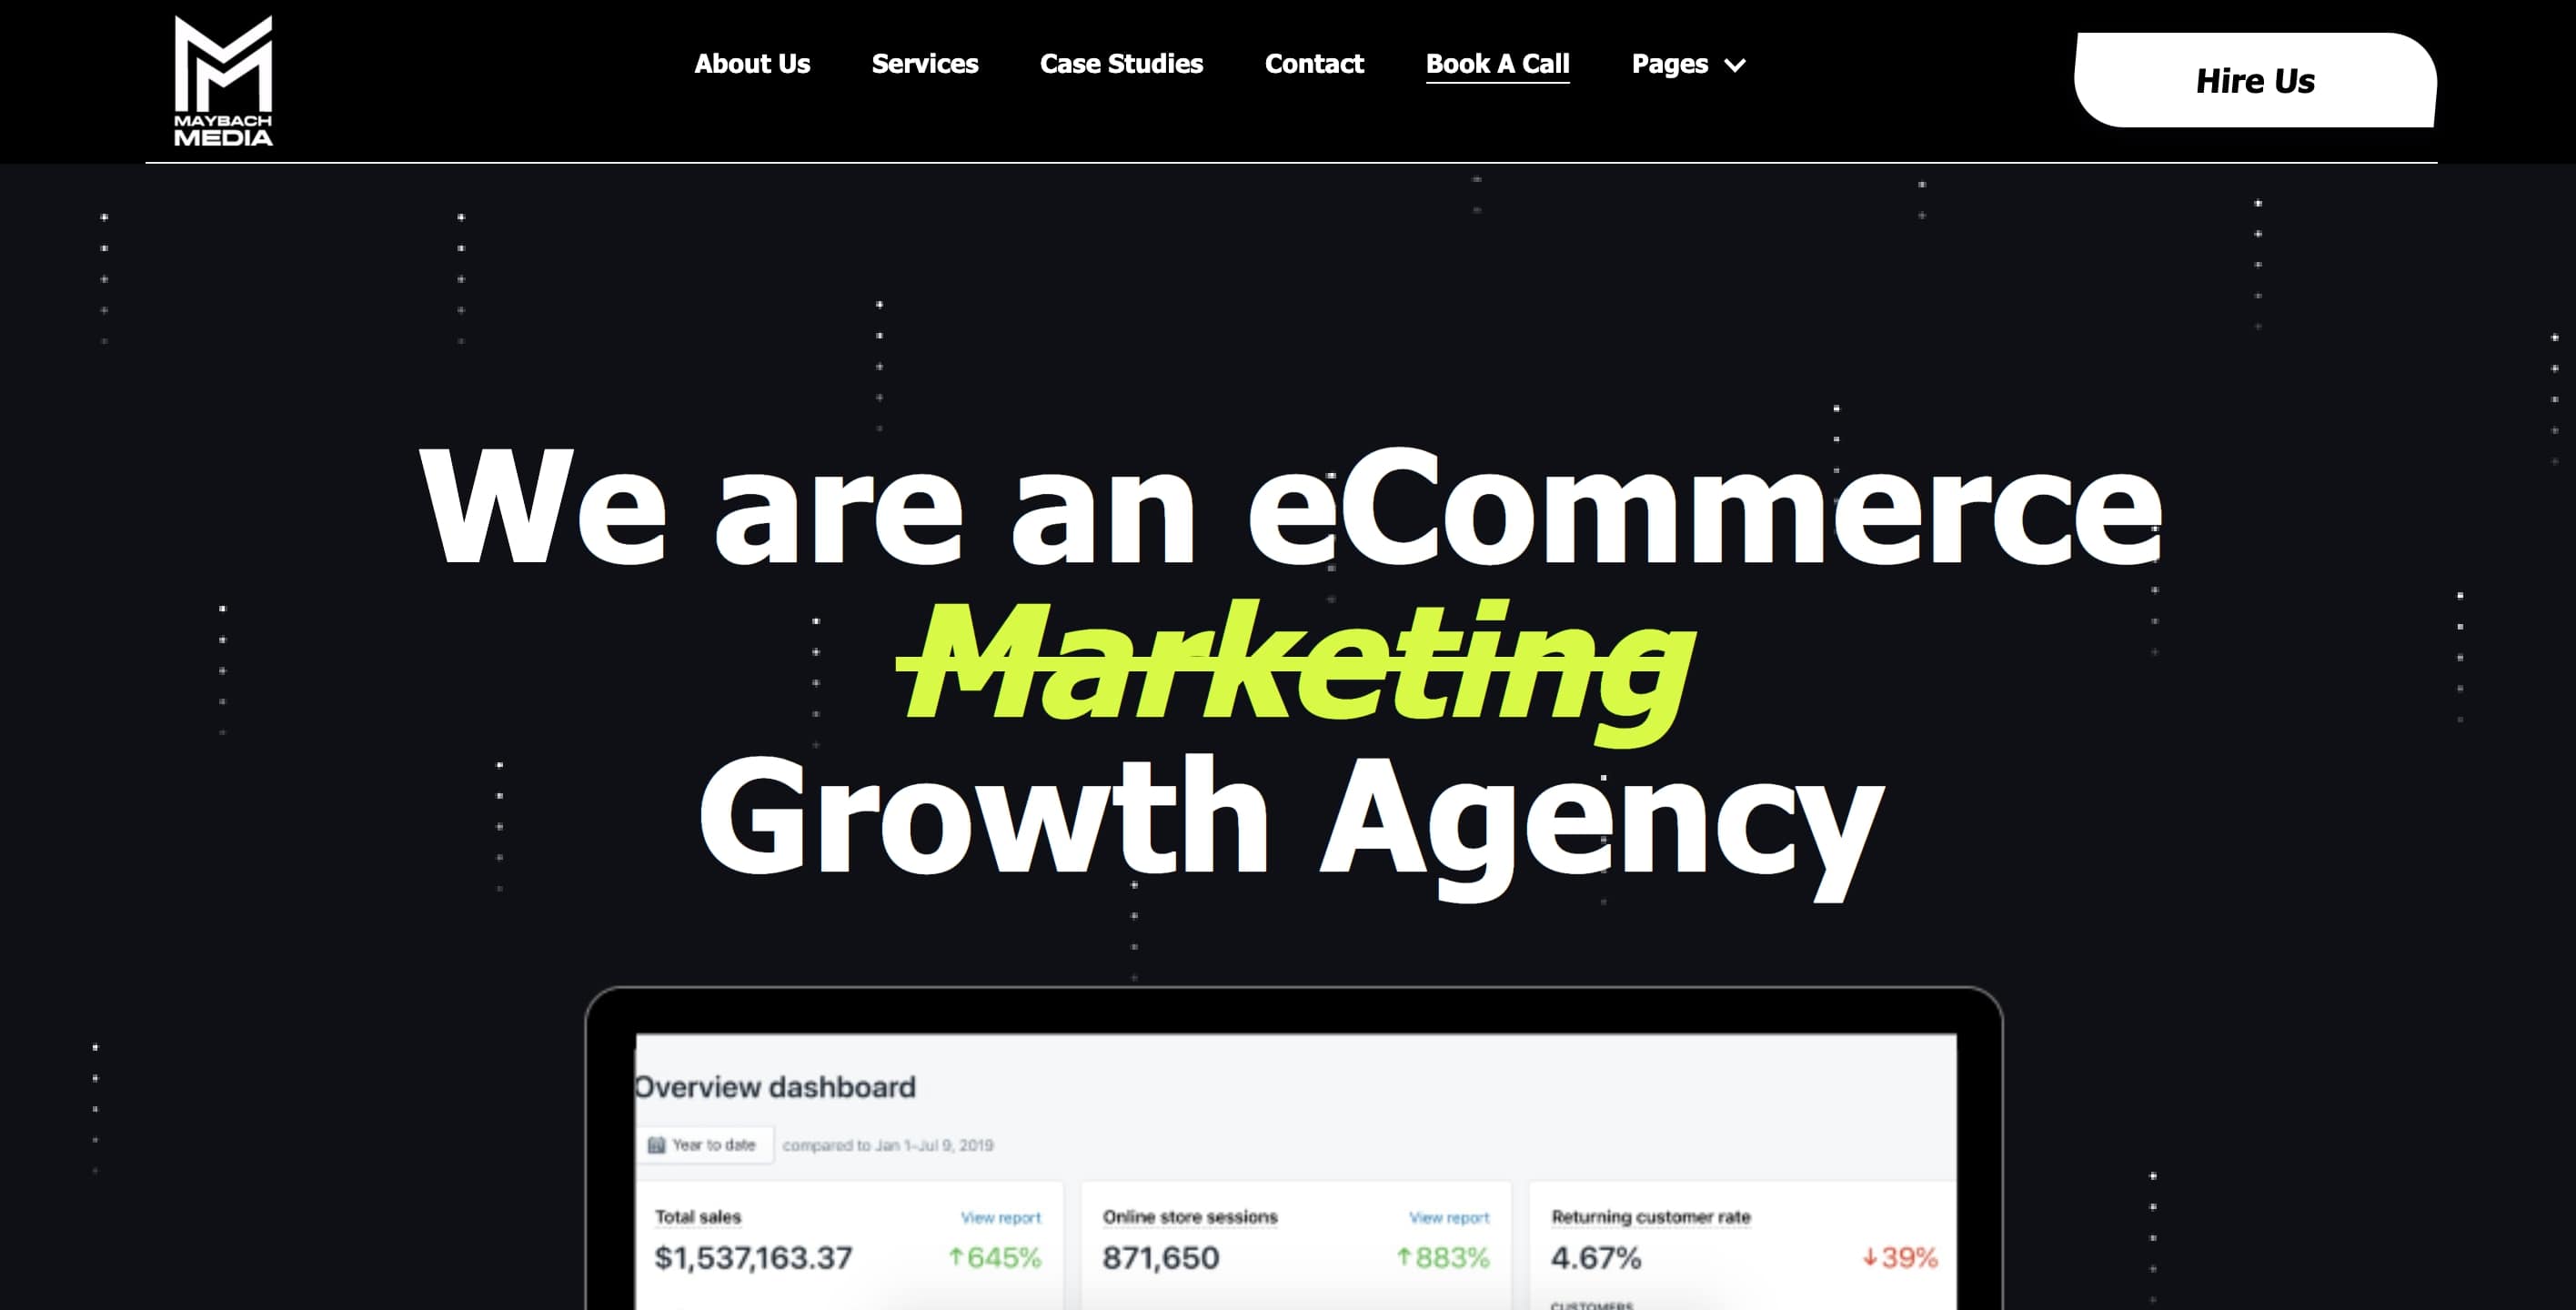 MAYBACH
MEDIA
About Us Services Case Studies Contact Book A Call Pages
Hire Us
We are an eCommerce
Marketing
Growth Agency
Overview dashboard
Year to date compared to Jan 1-Jul 9, 2019
Total sales View report
$1,537,163.37 ↑645%
Online store sessions View report
871,650 ↑883%
Returning customer rate
4.67% ↓39%
CUSTOMERS